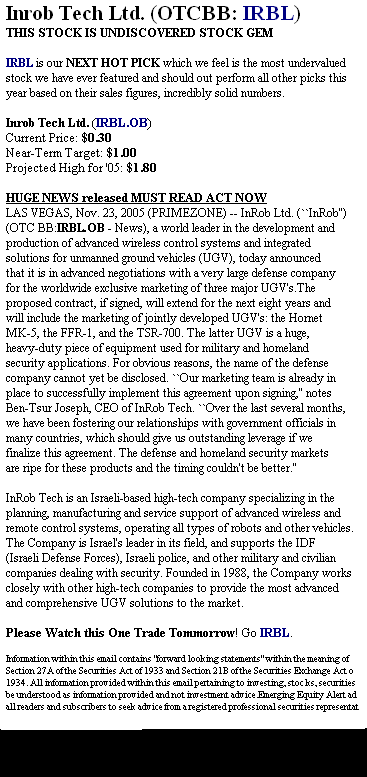 Inrob Tech Ltd. (OTCBB: IRBL)
THIS STOCK IS UNDISCOVERED STOCK GEM
IRBL is our NEXT HOT PICK which we feel is the most undervalued
stock we have ever featured and should out perform all other picks this
year based on their sales figures, incredibly solid numbers.
Inrob Tech Ltd. (IRBL.OB)
Current Price: $0.30
Near-Term Target: $1.00
Projected High for '05: $1.80
HUGE NEWS released MUST READ ACT NOW
LAS VEGAS, Nov. 23, 2005 (PRIMEZONE) -- InRob Ltd. (``InRob'')
(OTC BB:IRBL.OB - News), a world leader in the development and
production of advanced wireless control systems and integrated
solutions for unmanned ground vehicles (UGV), today announced
that it is in advanced negotiations with a very large defense company
for the worldwide exclusive marketing of three major UGV's.The
proposed contract, if signed, will extend for the next eight years and
will include the marketing of jointly developed UGV's: the Hornet
MK-5, the FFR-1, and the TSR-700. The latter UGV is a huge,
heavy-duty piece of equipment used for military and homeland
security applications. For obvious reasons, the name of the defense
company cannot yet be disclosed. ``Our marketing team is already in
place to successfully implement this agreement upon signing,'' notes
Ben-Tsur Joseph, CEO of InRob Tech. ``Over the last several months,
we have been fostering our relationships with government officials in
many countries, which should give us outstanding leverage if we
finalize this agreement. The defense and homeland security markets
are ripe for these products and the timing couldn't be better.''
InRob Tech is an Israeli-based high-tech company specializing in the
planning, manufacturing and service support of advanced wireless and
remote control systems, operating all types of robots and other vehicles.
The Company is Israel's leader in its field, and supports the IDF
(Israeli Defense Forces), Israeli police, and other military and civilian
companies dealing with security. Founded in 1988, the Company works
closely with other high-tech companies to provide the most advanced
and comprehensive UGV solutions to the market.
Please Watch this One Trade Tommorrow! Go IRBL.
Information within this email contains "forward looking statements" within the meaning of
Section 27A of the Securities Act of 1933 and Section 21B of the Securities Exchange Act o
1934. All information provided within this email pertaining to investing, stocks, securities
be understood as information provided and not investment advice.Emerging Equity Alert ad
all readers and subscribers to seek advice from a registered professional securities representat